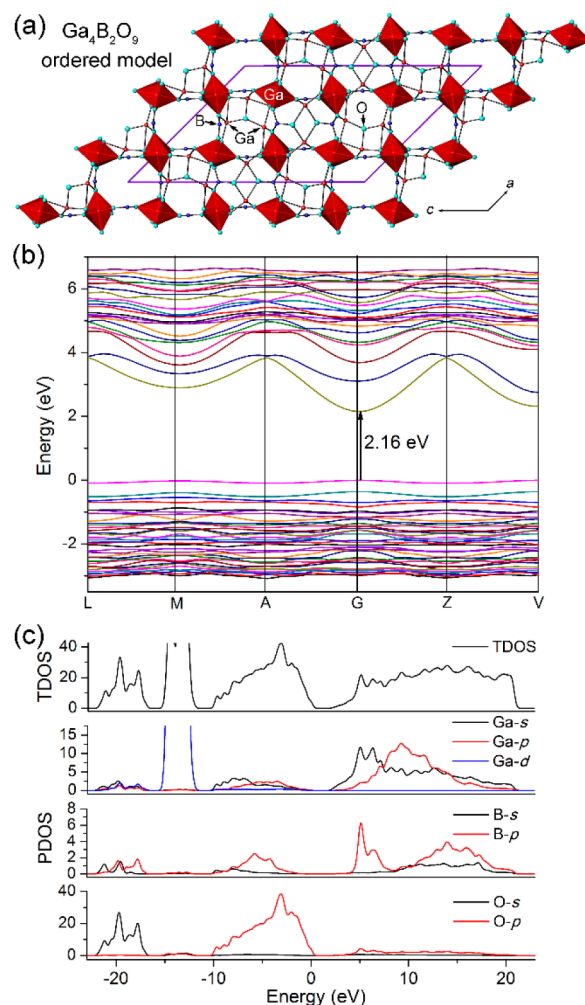 (a)
Ga4B2O9
ordered model
Ga
B
Ga
O
a
c
(b)
Energy (eV)
6
4
2
0
-2
2.16 eV
L M A G Z V
(c)
TDOS
40
20
0
TDOS
15
10
5
0
Ga-s
Ga-p
Ga-d
PDOS
8
6
4
2
0
B-s
B-p
40
20
0
O-s
O-p
-20 -10 0 10 20
Energy (eV)